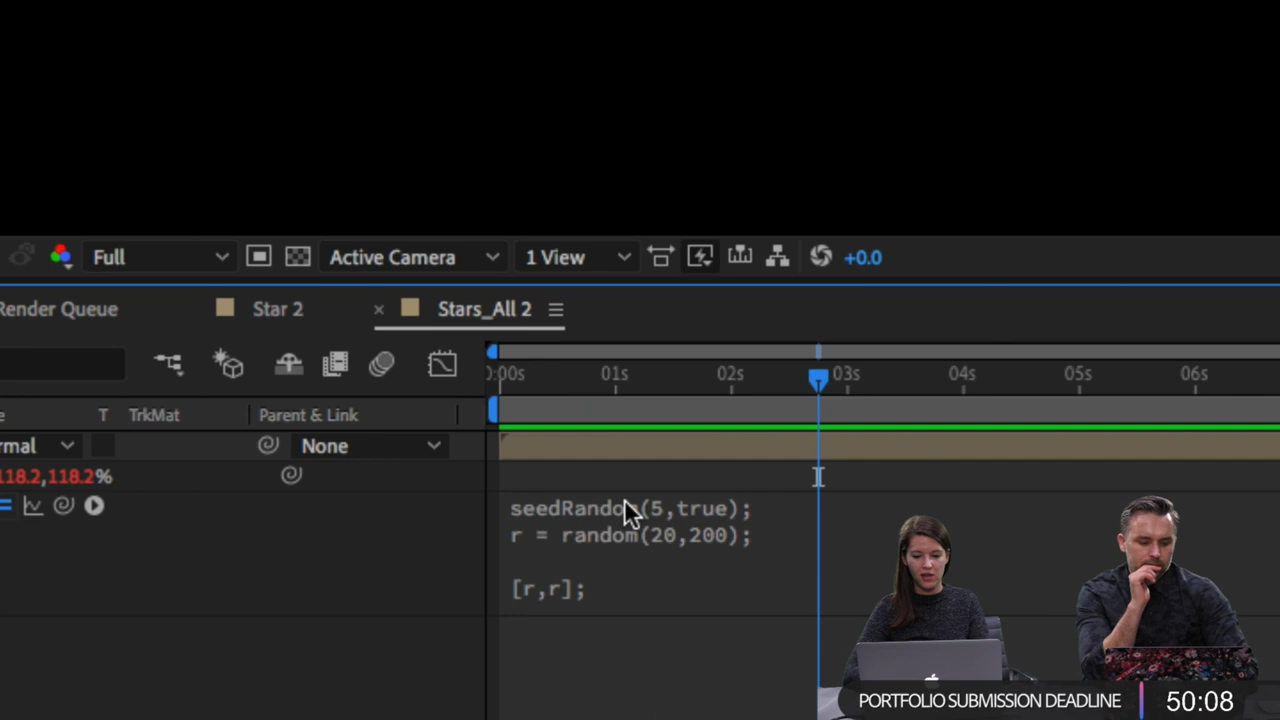 Full
Active Camera
1 View
+0.0
Render Queue
Star 2
× Stars_All 2
0:00s 01s 02s 03s 04s 05s 06s
T TrkMat Parent & Link
None
118.2,118.2%
seedRandom(5,true);
r = random(20,200);
[r,r];
PORTFOLIO SUBMISSION DEADLINE 50:08